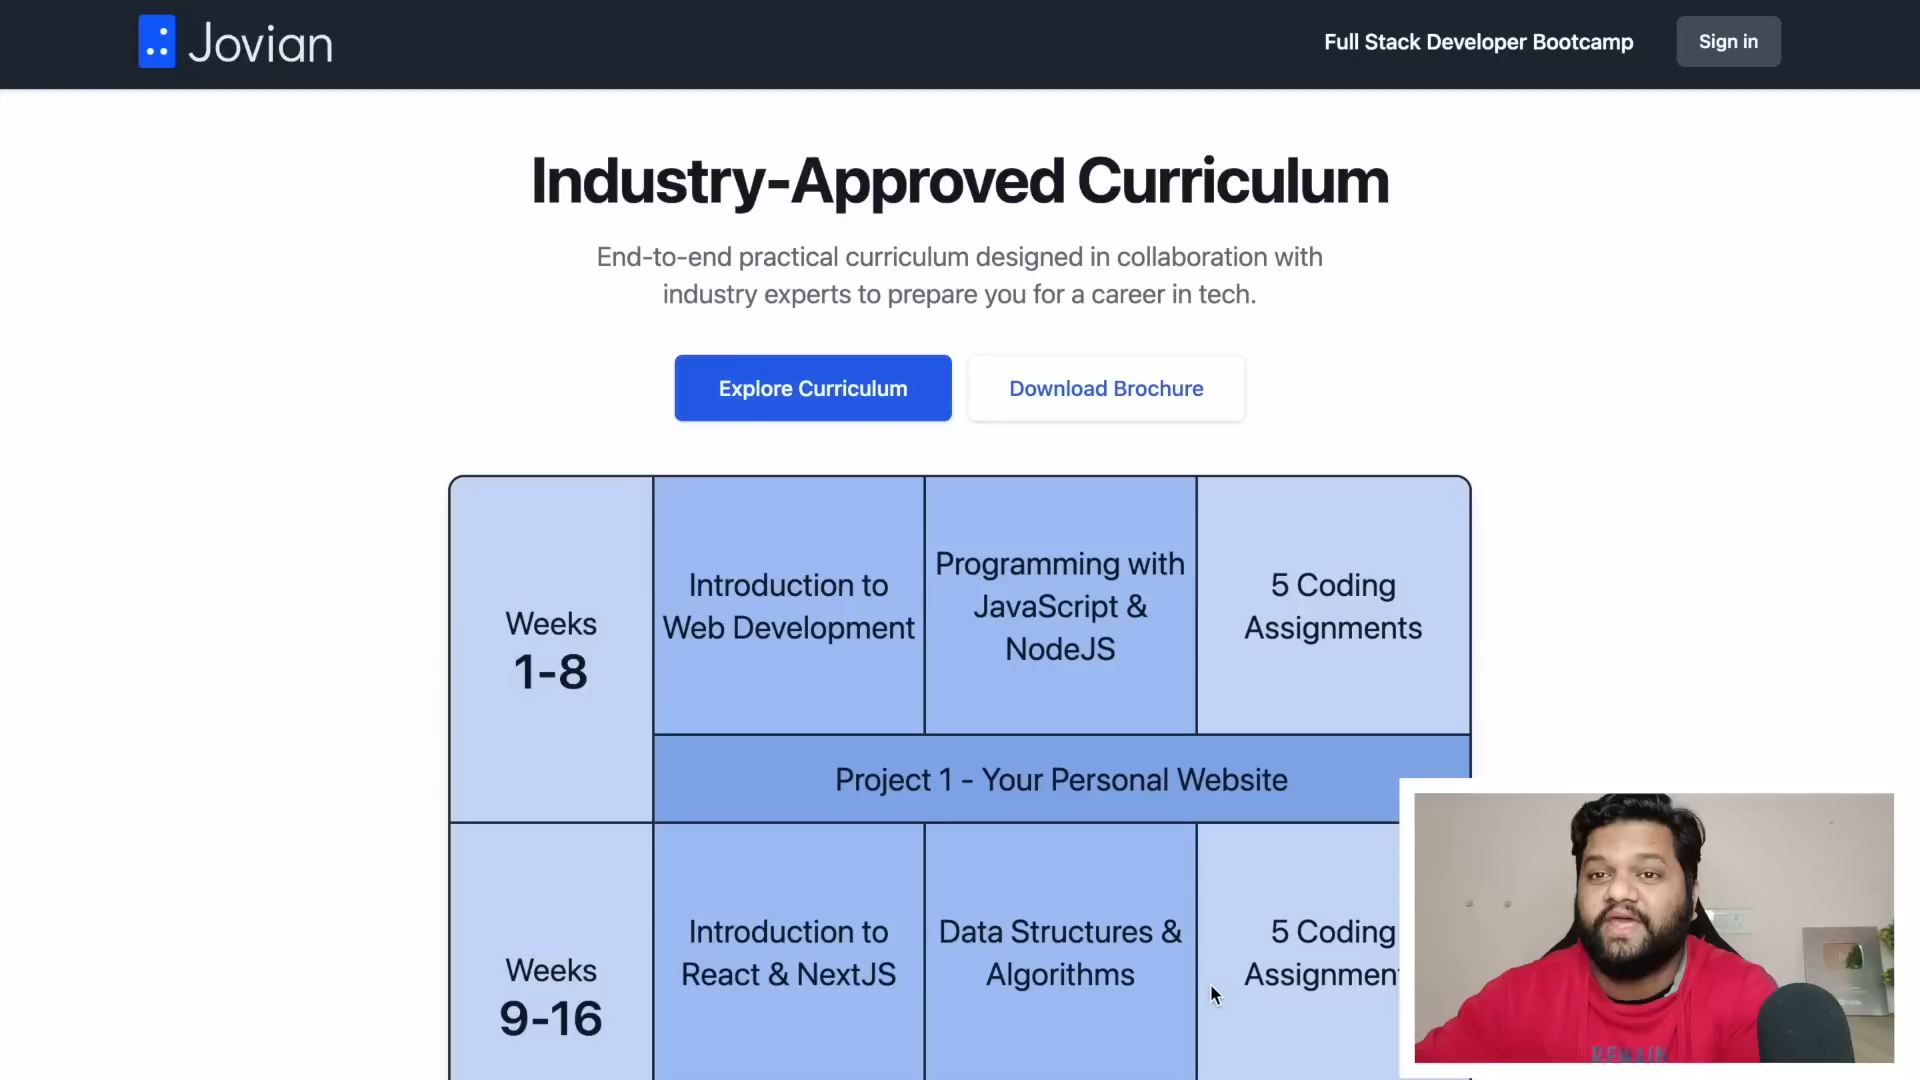 Jovian
Full Stack Developer Bootcamp
Sign in
Industry-Approved Curriculum
End-to-end practical curriculum designed in collaboration with
industry experts to prepare you for a career in tech.
Explore Curriculum
Download Brochure
Weeks
1-8
Introduction to
Web Development
Programming with
JavaScript &
NodeJS
5 Coding
Assignments
Project 1 - Your Personal Website
Weeks
9-16
Introduction to
React & NextJS
Data Structures &
Algorithms
5 Coding
Assignmen